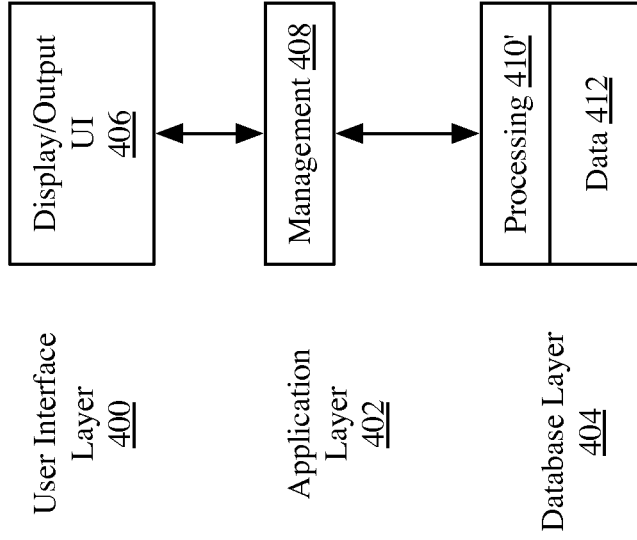 User Interface
Layer
400
Display/Output
UI
406
Application
Layer
402
Management 408
Database Layer
404
Processing 410'
Data 412